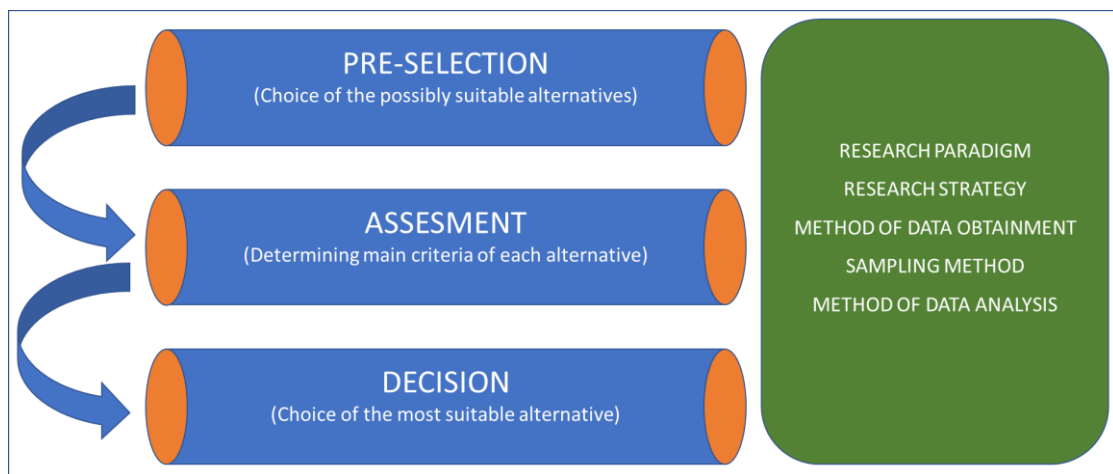 PRE-SELECTION
(Choice of the possibly suitable alternatives)
ASSESMENT
(Determining main criteria of each alternative)
DECISION
(Choice of the most suitable alternative)
RESEARCH PARADIGM
RESEARCH STRATEGY
METHOD OF DATA OBTAINMENT
SAMPLING METHOD
METHOD OF DATA ANALYSIS